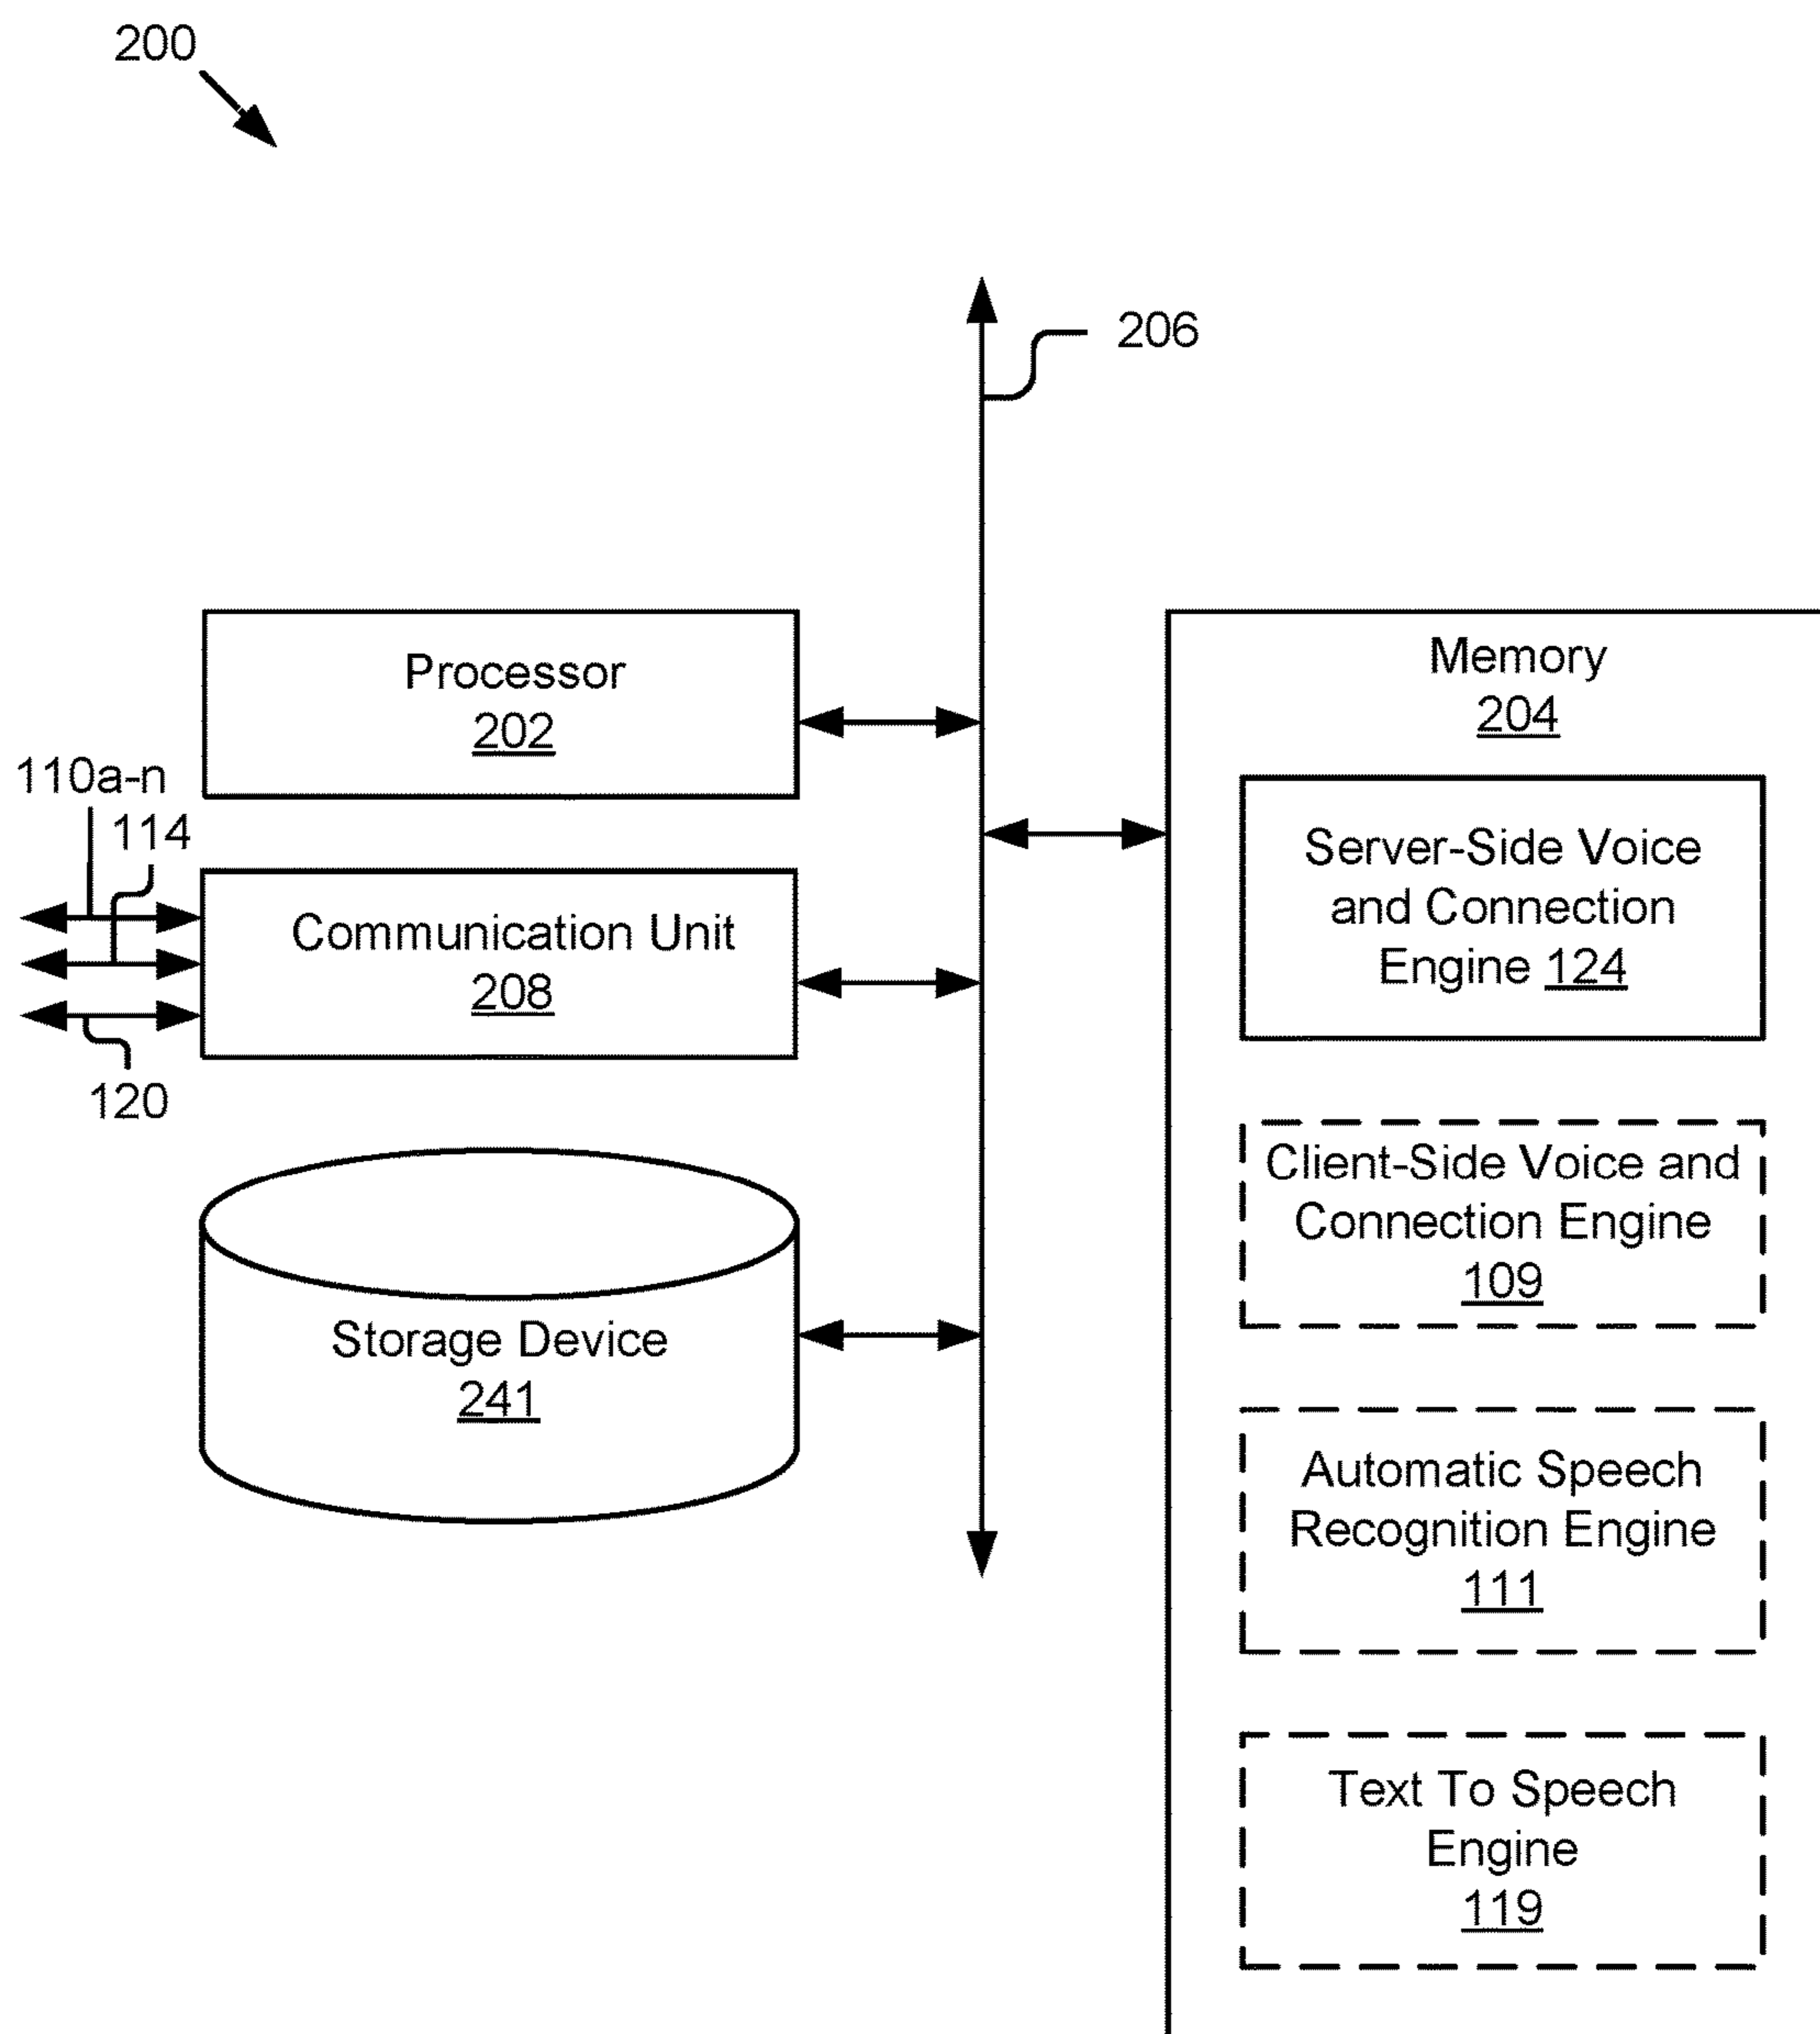 200
206
Processor
202
110a-n
114
Communication Unit
208
120
Storage Device
241
Memory
204
Server-Side Voice
and Connection
Engine 124
Client-Side Voice and
Connection Engine
109
Automatic Speech
Recognition Engine
111
Text To Speech
Engine
119